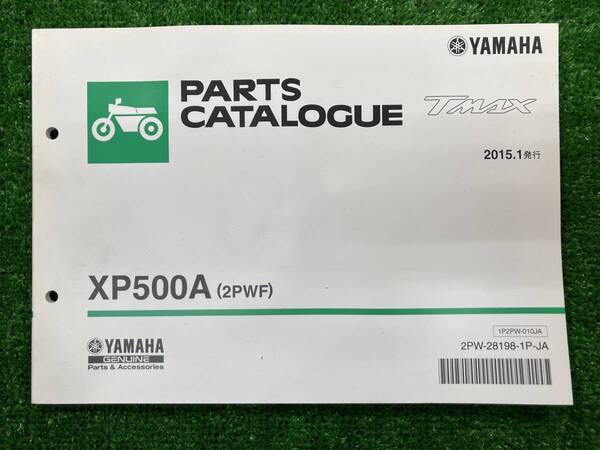 YAMAHA
PARTS
CATALOGUE
TMAX
2015.1発行
XP500A (2PWF)
1P2PW-010JA
2PW-28198-1P-JA
YAMAHA
GENUINE
Parts & Accessories